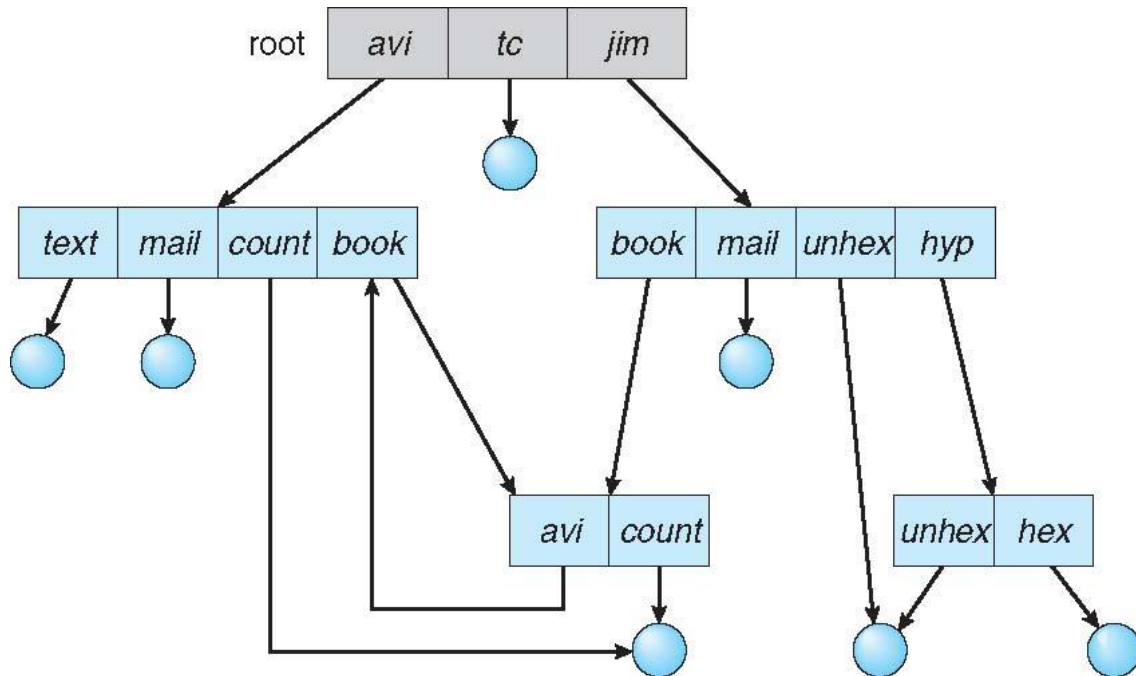 root avi tc jim
text mail count book
book mail unhex hyp
avi count
unhex hex